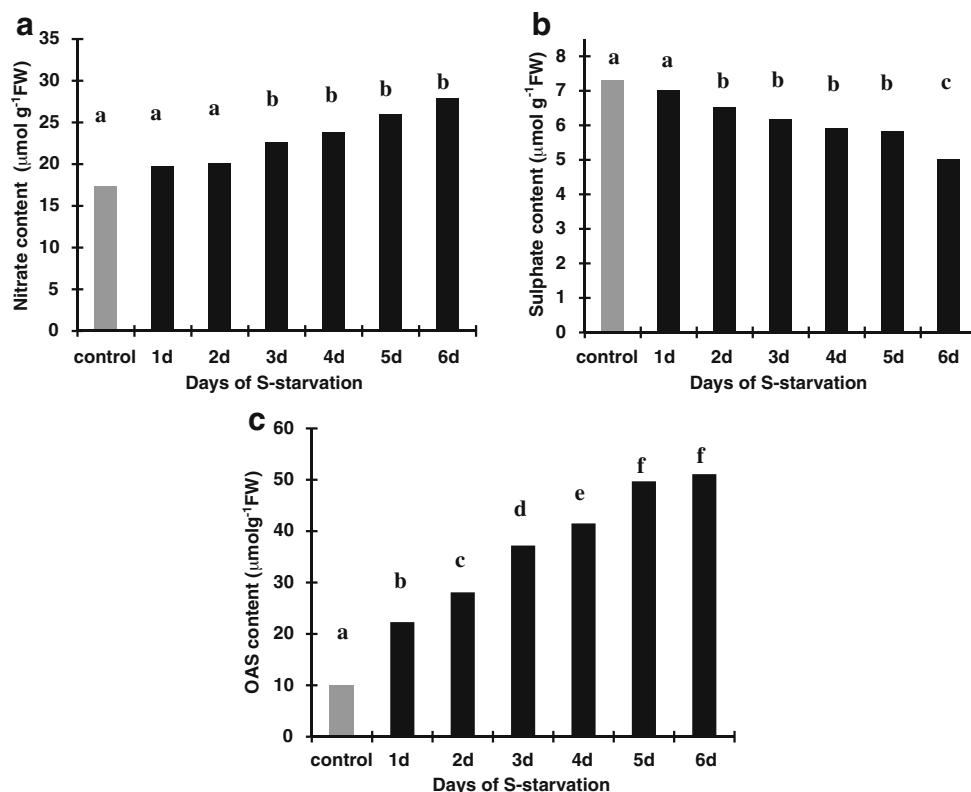 a
Nitrate content (µmol g⁻¹FW)
35
30
25
20
15
10
5
0
a a a b b b b
control 1d 2d 3d 4d 5d 6d
Days of S-starvation
b
Sulphate content (µmol g⁻¹FW)
8
7
6
5
4
3
2
1
0
a a b b b b c
control 1d 2d 3d 4d 5d 6d
Days of S-starvation
c
OAS content (µmolg⁻¹FW)
60
50
40
30
20
10
0
a b c d e f f
control 1d 2d 3d 4d 5d 6d
Days of S-starvation